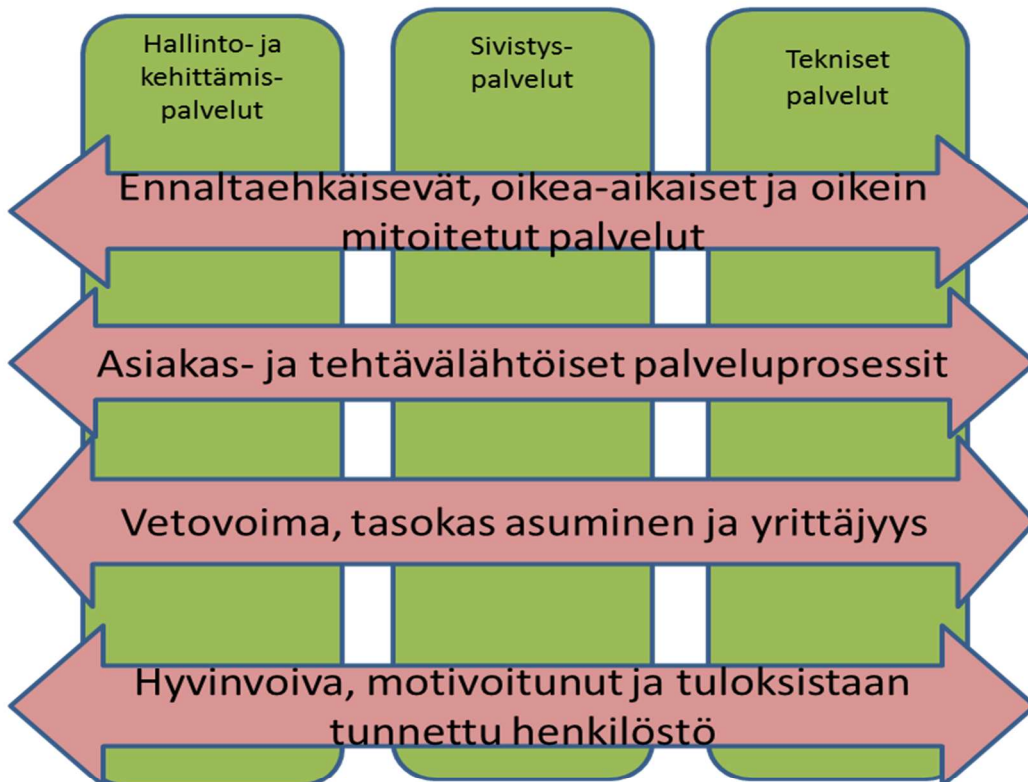 Hallinto- ja
kehittämis-
palvelut
Sivistys-
palvelut
Tekniset
palvelut
Ennaltaehkäisevät, oikea-aikaiset ja oikein
mitoitetut palvelut
Asiakas- ja tehtävälähtöiset palveluprosessit
Vetovoima, tasokas asuminen ja yrittäjyys
Hyvinvoiva, motivoitunut ja tuloksistaan
tunnettu henkilöstö